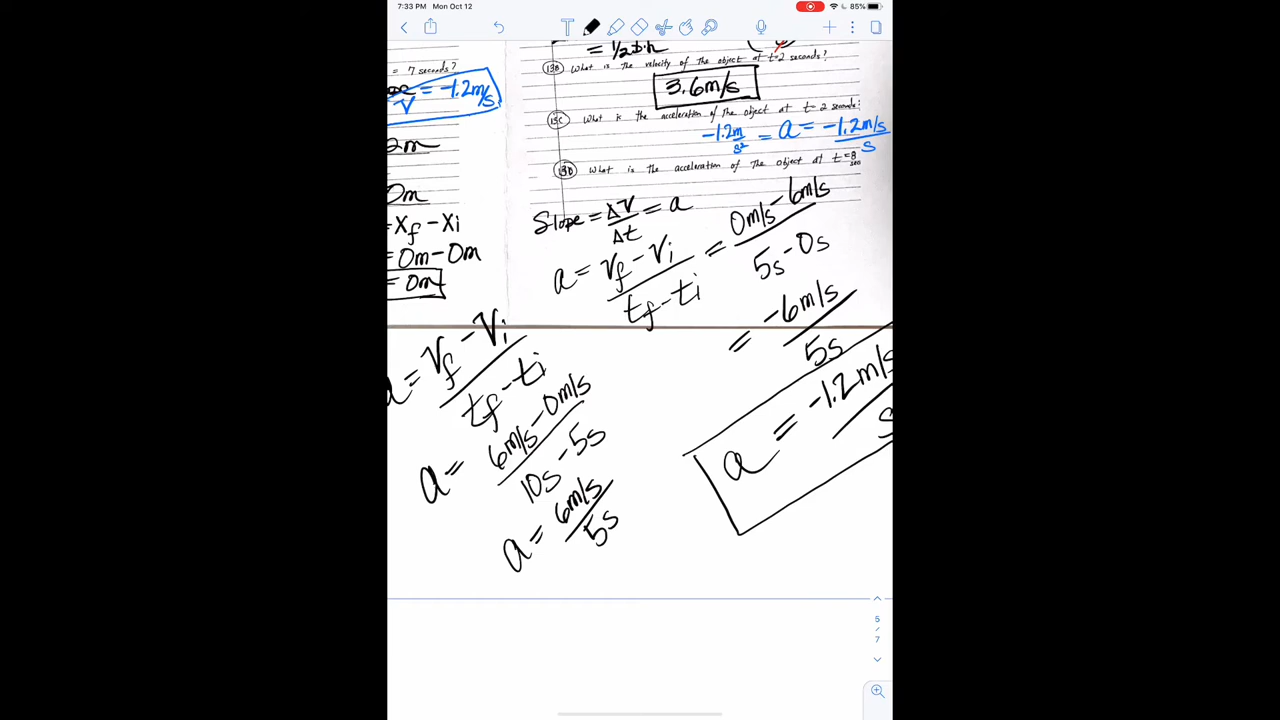 7:33 PM Mon Oct 12
85%
= 1/2 b·h
= 7 seconds?
V = -1.2m/s
2m
0m
= Xf - Xi
= 0m - 0m
= 0m
13B What is the velocity of the object at t=2 seconds?
3.6m/s
13C What is the acceleration of the object at t=2 seconds?
-1.2m/s² = a = -1.2m/s/s
13D What is the acceleration of the object at t=8 sec
Slope = ΔV/Δt = a
a = Vf - Vi / tf - ti = 0m/s - 6m/s / 5s - 0s
= -6m/s / 5s
a = -1.2m/s / s
a = Vf - Vi / tf - ti
a = 6m/s - 0m/s / 10s - 5s
a = 6m/s / 5s
5
7